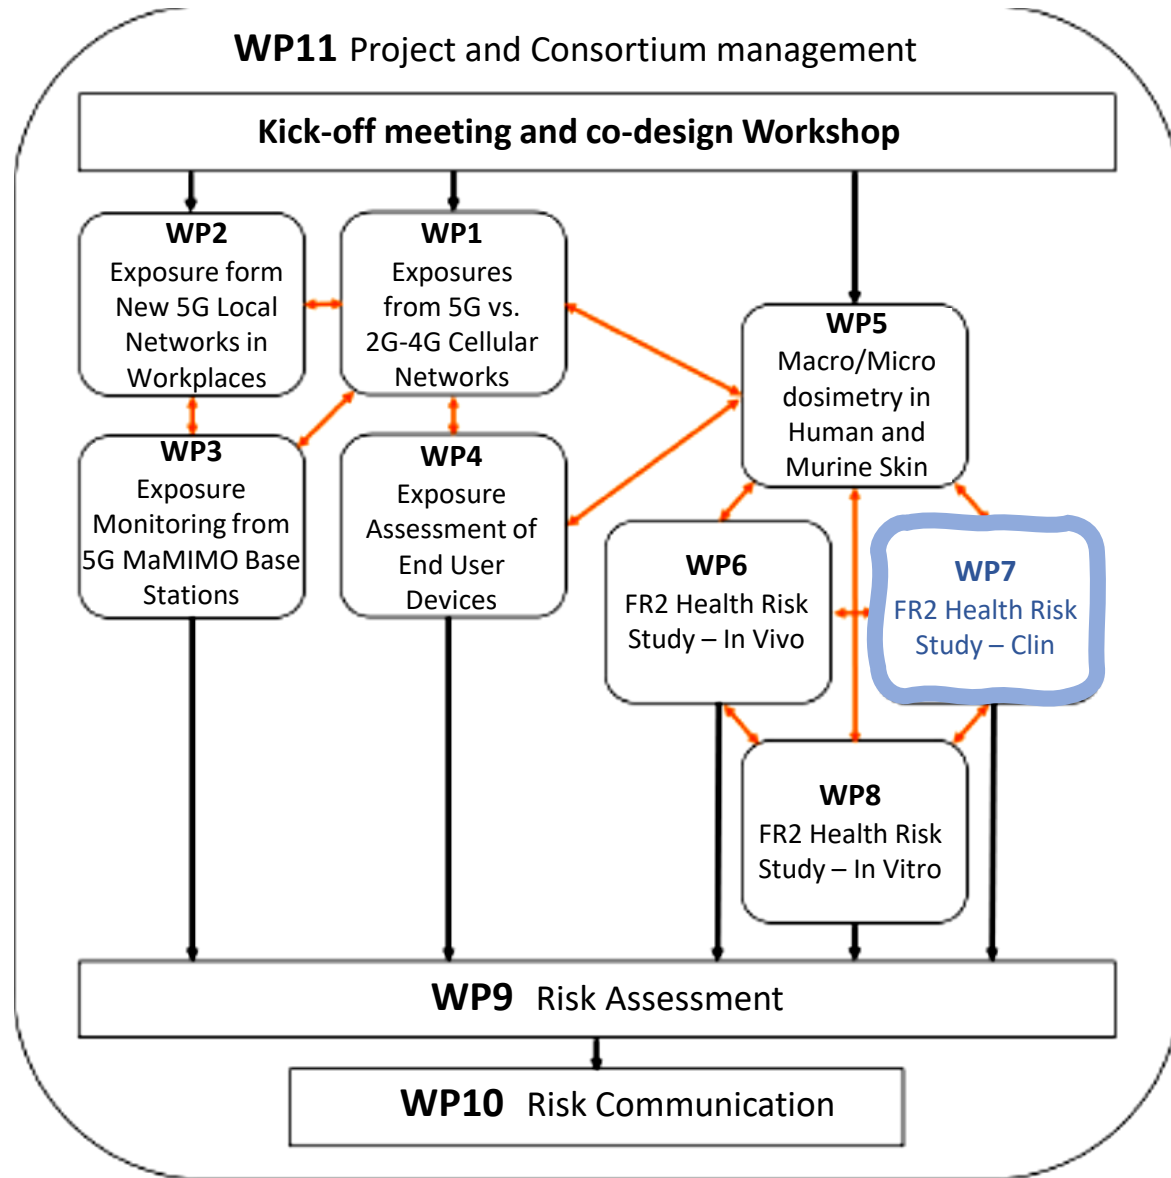 WP11 Project and Consortium management
Kick-off meeting and co-design Workshop
WP2
Exposure form
New 5G Local
Networks in
Workplaces
WP1
Exposures
from 5G vs.
2G-4G Cellular
Networks
WP5
Macro/Micro
dosimetry in
Human and
Murine Skin
WP3
Exposure
Monitoring from
5G MaMIMO Base
Stations
WP4
Exposure
Assessment of
End User
Devices
WP6
FR2 Health Risk
Study – In Vivo
WP7
FR2 Health Risk
Study – Clin
WP8
FR2 Health Risk
Study – In Vitro
WP9 Risk Assessment
WP10 Risk Communication